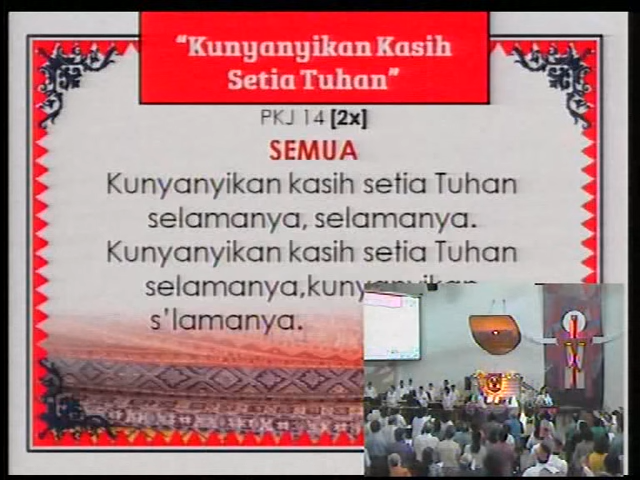 “Kunyanyikan Kasih
Setia Tuhan”
PKJ 14 [2x]
SEMUA
Kunyanyikan kasih setia Tuhan
selamanya, selamanya.
Kunyanyikan kasih setia Tuhan
selamanya,kunyanyikan
s’lamanya.